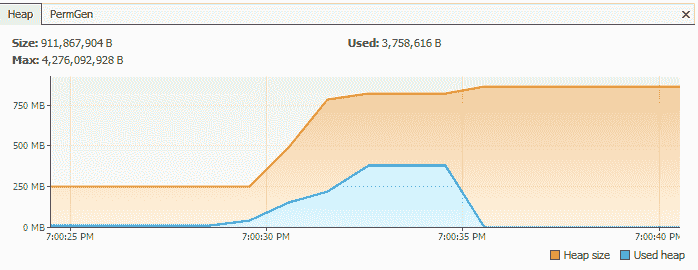 Heap PermGen
Size: 911,867,904 B Used: 3,758,616 B
Max: 4,276,092,928 B
750 MB
500 MB
250 MB
0 MB
7:00:25 PM 7:00:30 PM 7:00:35 PM 7:00:40 PM
Heap size Used heap